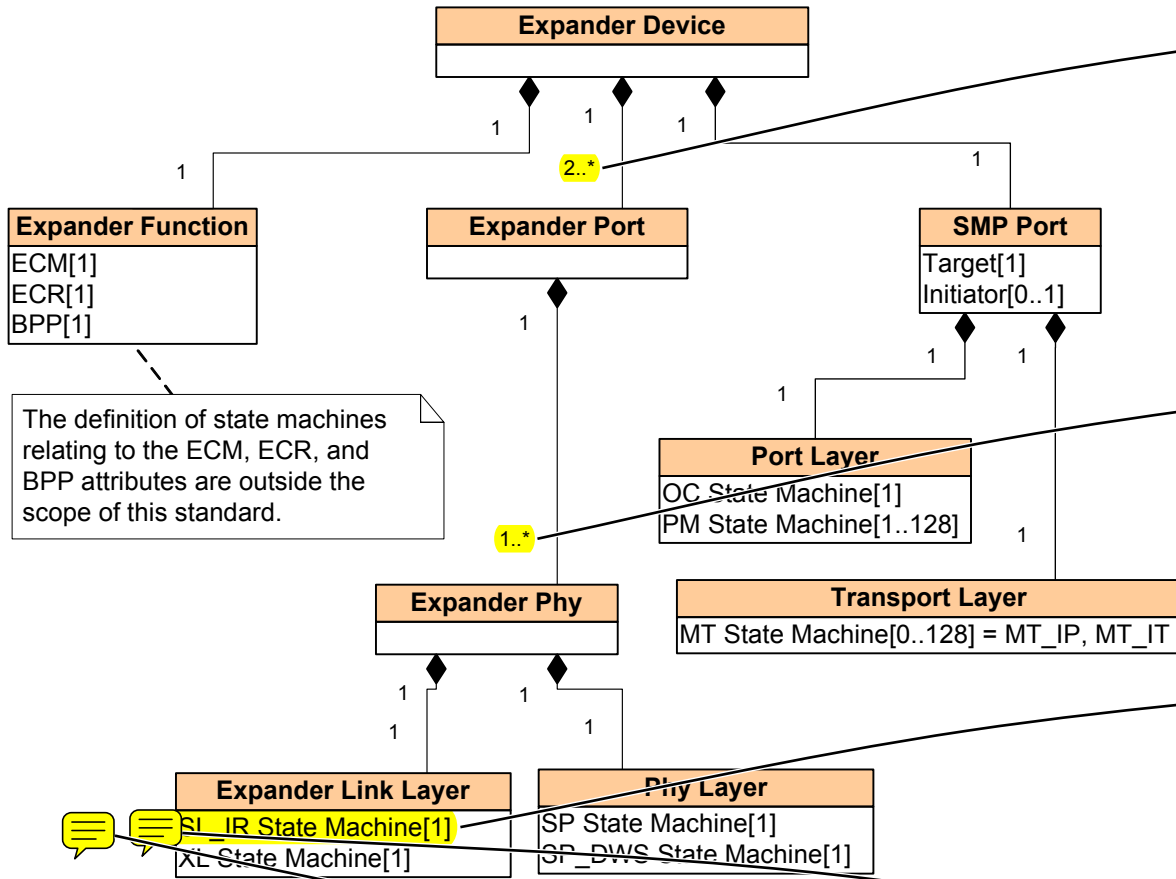 Expander Device
1
1
1
1
2..*
1
Expander Function
ECM[1]
ECR[1]
BPP[1]
Expander Port
SMP Port
Target[1]
Initiator[0..1]
1
1
1
1
The definition of state machines
relating to the ECM, ECR, and
BPP attributes are outside the
scope of this standard.
Port Layer
OC State Machine[1]
PM State Machine[1..128]
1..*
1
Expander Phy
Transport Layer
MT State Machine[0..128] = MT_IP, MT_IT
1
1
1
1
Expander Link Layer
SL_IR State Machine[1]
XL State Machine[1]
Phy Layer
SP State Machine[1]
SP_DWS State Machine[1]